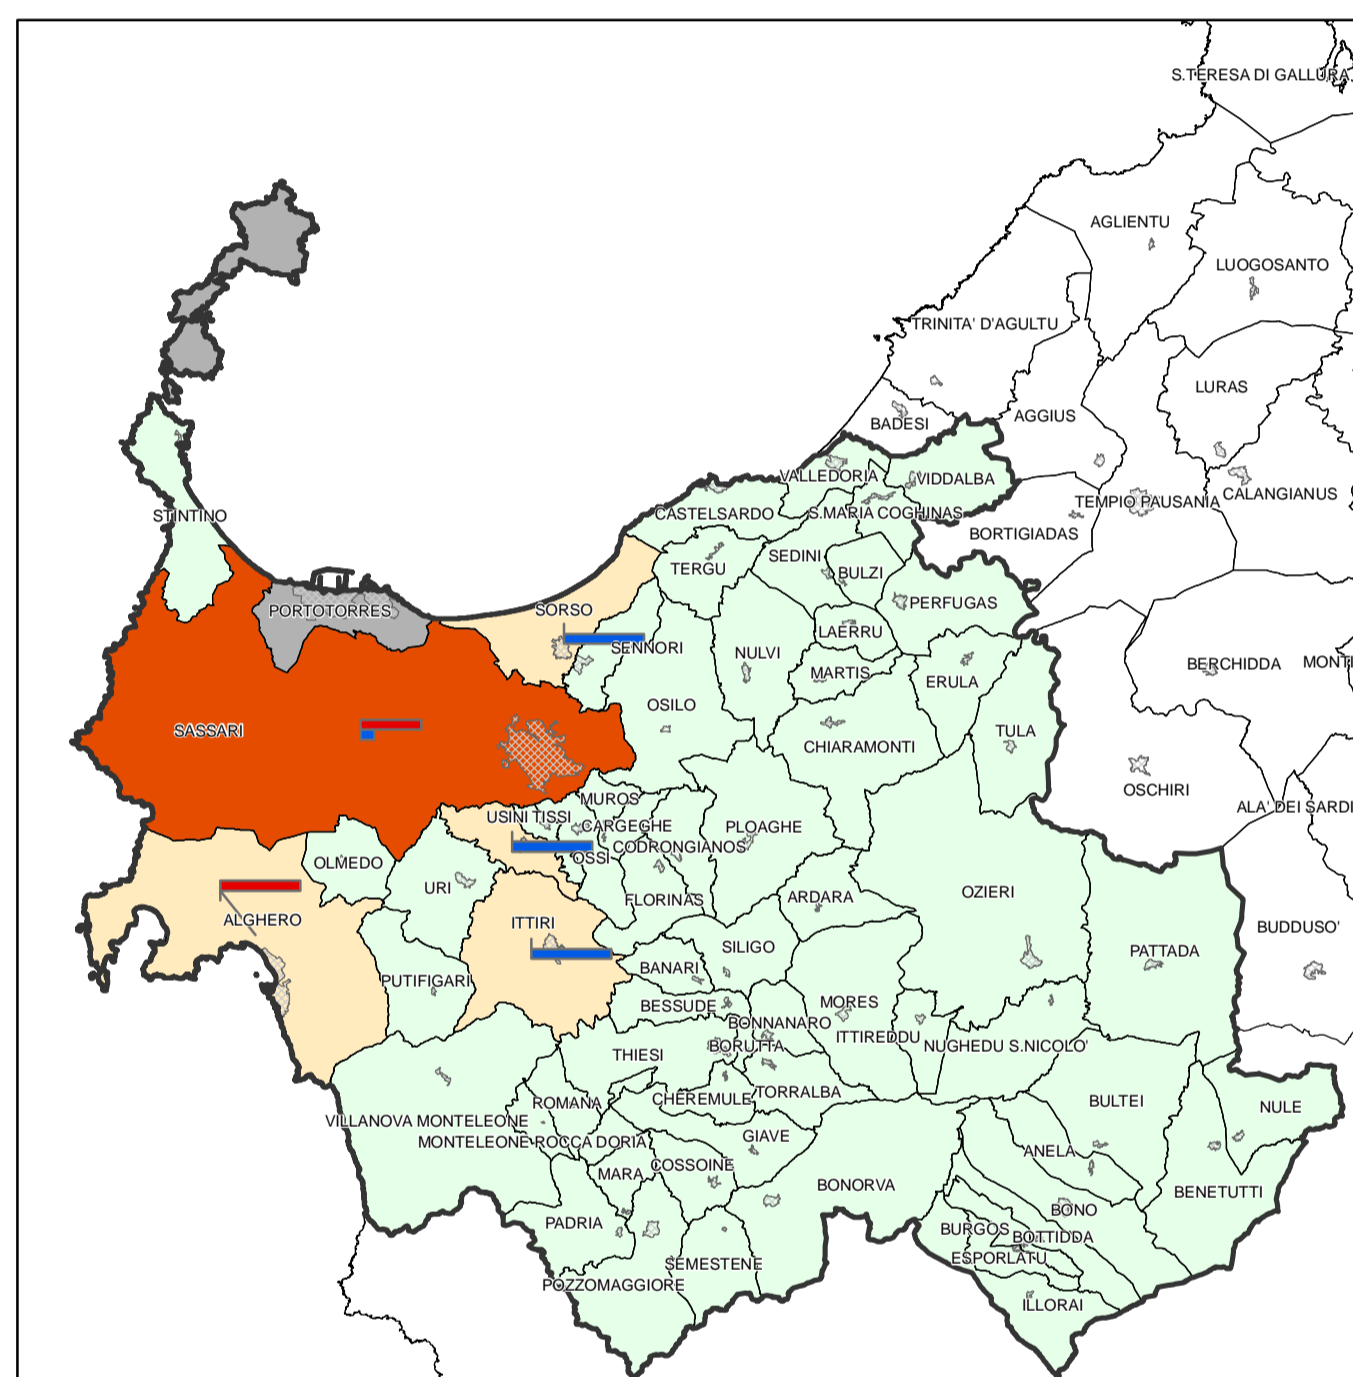 S.TERESA DI GALLURA
AGLIENTU
LUOGOSANTO
TRINITA' D'AGULTU
LURAS
AGGIUS
BADESI
VALLEDORIA
VIDDALBA
CALANGIANUS
TEMPIO PAUSANIA
STINTINO
CASTELSARDO
S.MARIA COGHINAS
BORTIGIADAS
SEDINI
TERGU
BULZI
PERFUGAS
PORTOTORRES
SORSO
LAERRU
SENNORI
NULVI
BERCHIDDA
MONTI
MARTIS
ERULA
OSILO
SASSARI
TULA
CHIARAMONTI
OSCHIRI
MUROS
ALA' DEI SARDI
USINI TISSI
CARGEGHE
PLOAGHE
CODRONGIANOS
OSSI
OLMEDO
URI
OZIERI
ARDARA
FLORINAS
ALGHERO
ITTIRI
BUDDUSO'
SILIGO
PATTADA
BANARI
PUTIFIGARI
MORES
BESSUDE
BONNANARO
ITTIREDDU
BORUTTA
NUGHEDU S.NICOLO'
THIESI
TORRALBA
CHEREMULE
BULTEI
ROMANA
NULE
VILLANOVA MONTELEONE
GIAVE
MONTELEONE ROCCA DORIA
ANELA
COSSOINE
MARA
BONORVA
BENETUTTI
BONO
PADRIA
BURGOS
BOTTIDDA
ESPORLATU
SEMESTENE
POZZOMAGGIORE
ILLORAI